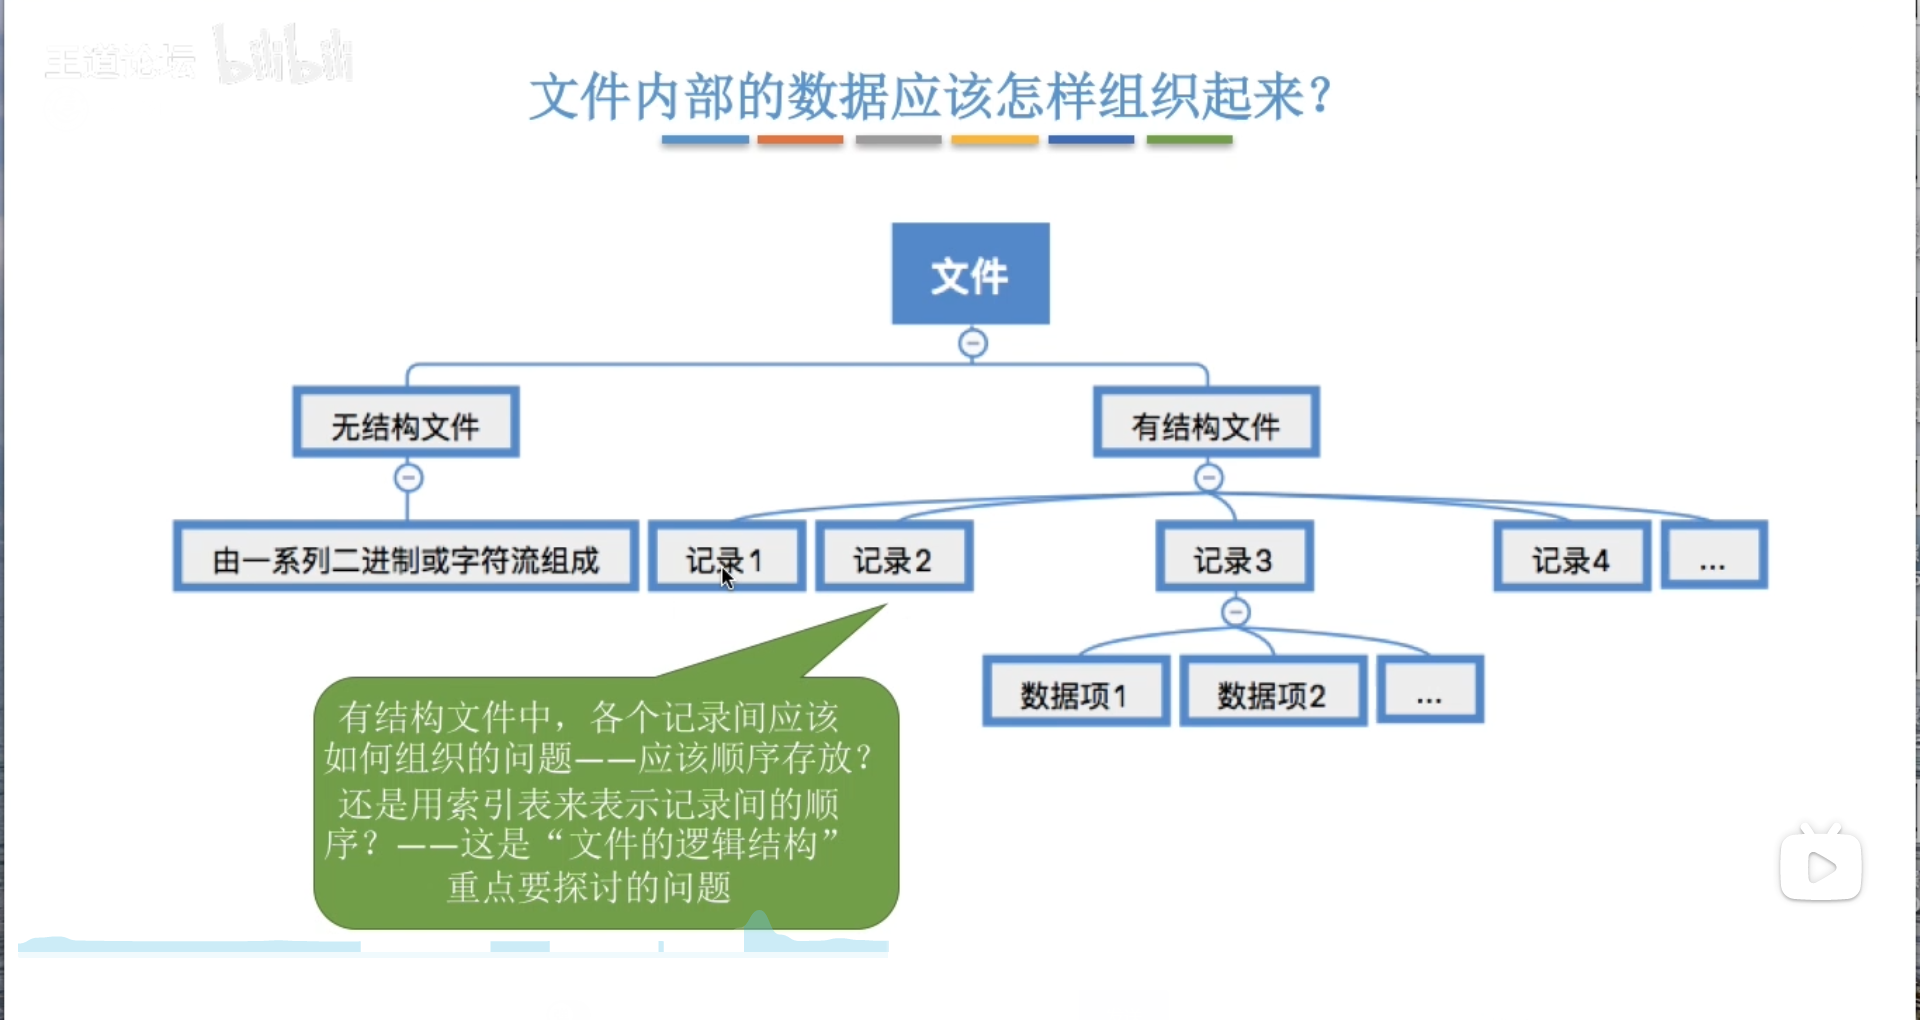 王道论坛 bilibili
文件内部的数据应该怎样组织起来？
文件
无结构文件
有结构文件
由一系列二进制或字符流组成
记录1
记录2
记录3
记录4
...
数据项1
数据项2
...
有结构文件中，各个记录间应该
如何组织的问题——应该顺序存放？
还是用索引表来表示记录间的顺
序？——这是“文件的逻辑结构”
重点要探讨的问题